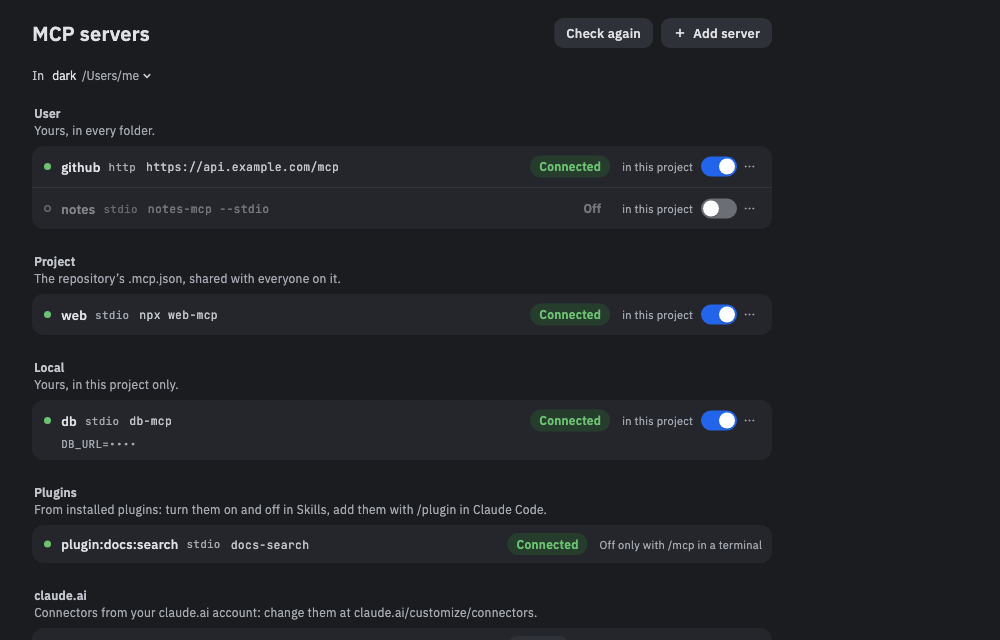 MCP servers
Check again
+ Add server
In dark /Users/me
User
Yours, in every folder.
github http https://api.example.com/mcp Connected in this project ...
notes stdio notes-mcp --stdio Off in this project ...
Project
The repository’s .mcp.json, shared with everyone on it.
web stdio npx web-mcp Connected in this project ...
Local
Yours, in this project only.
db stdio db-mcp Connected in this project ...
DB_URL=••••
Plugins
From installed plugins: turn them on and off in Skills, add them with /plugin in Claude Code.
plugin:docs:search stdio docs-search Connected Off only with /mcp in a terminal
claude.ai
Connectors from your claude.ai account: change them at claude.ai/customize/connectors.